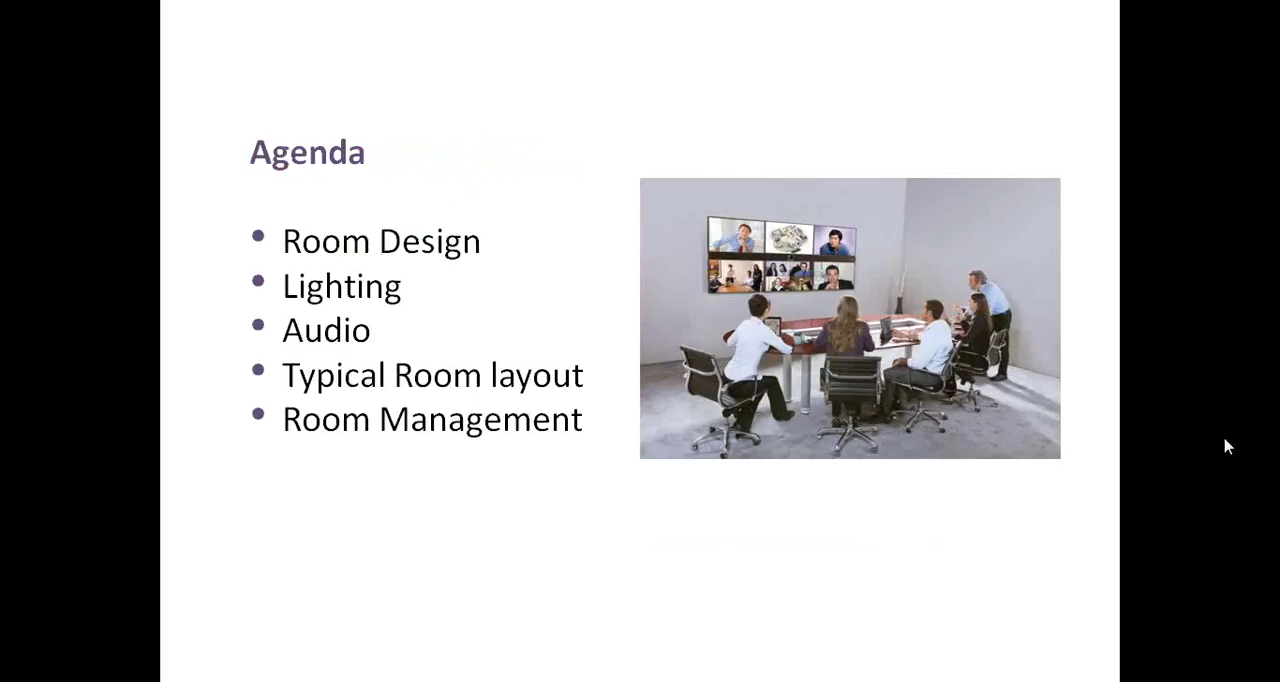 Agenda
• Room Design
• Lighting
• Audio
• Typical Room layout
• Room Management